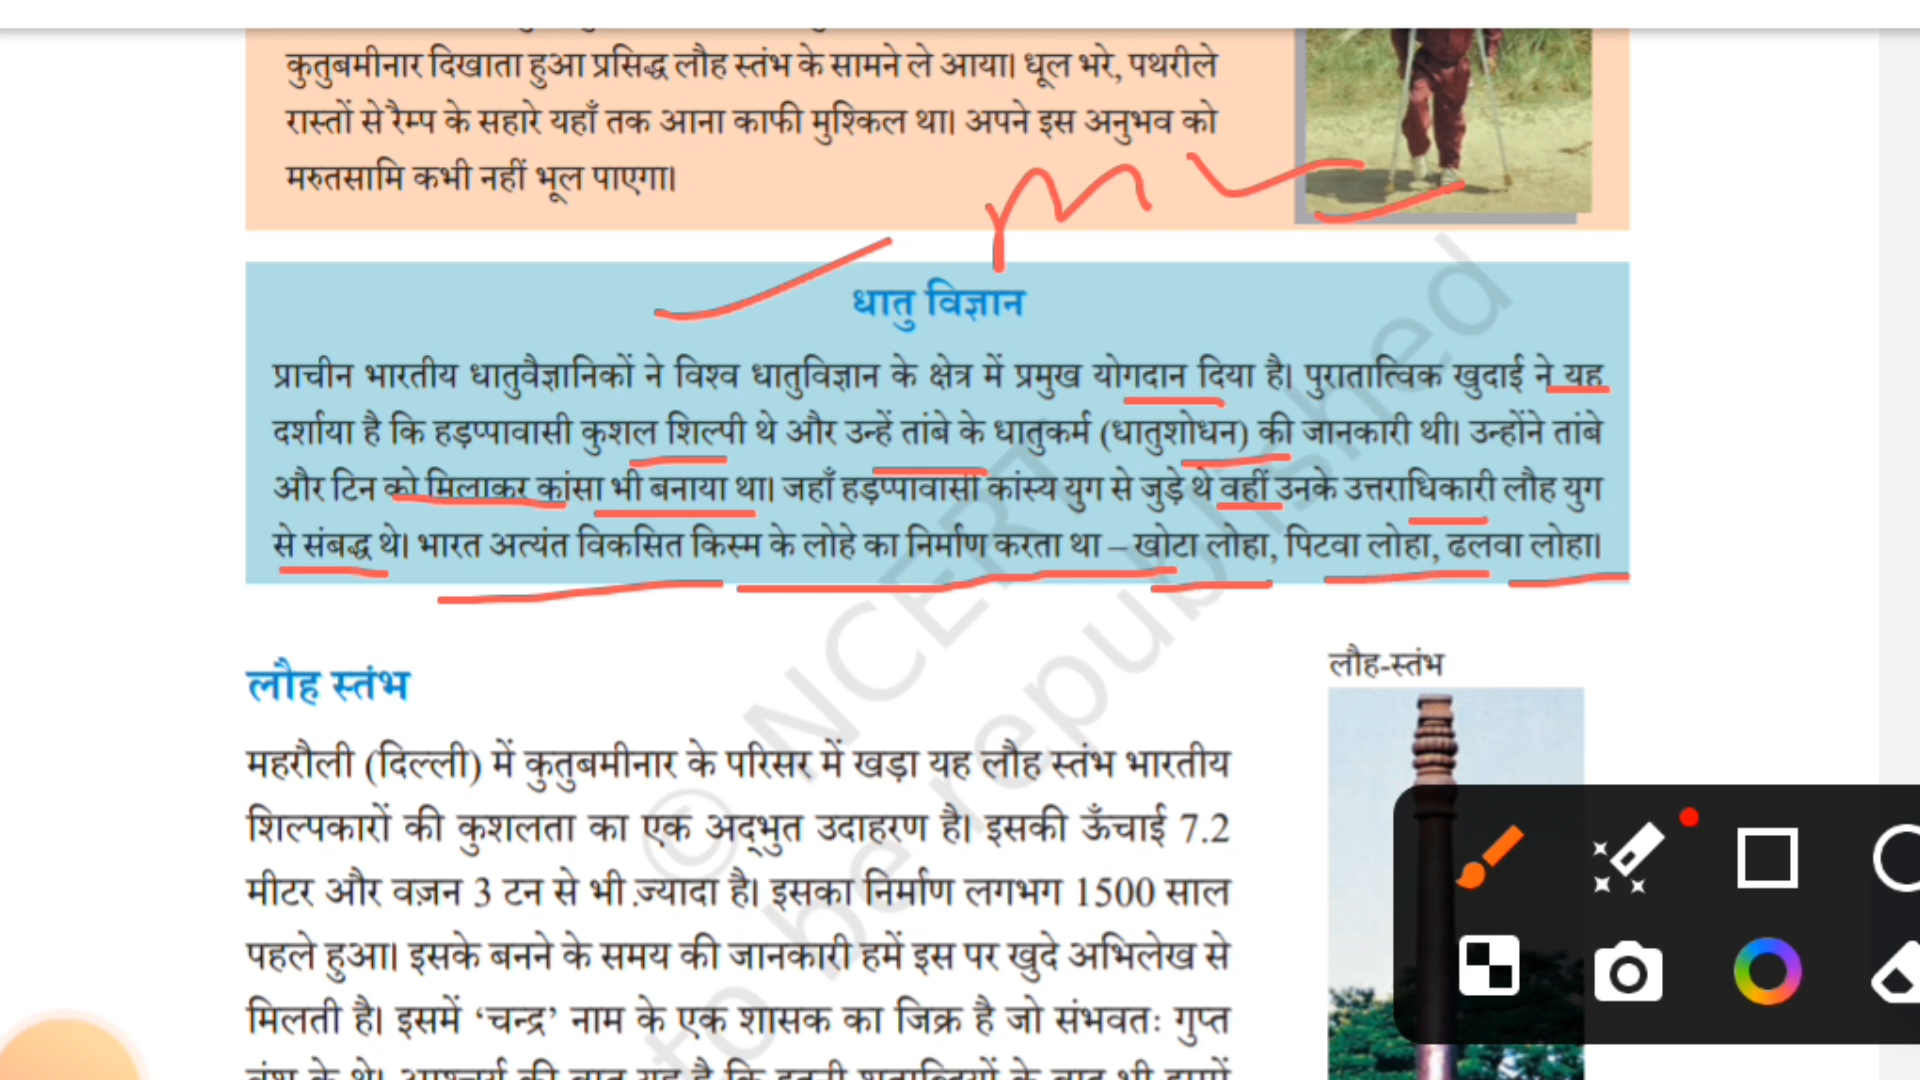 कुतुबमीनार दिखाता हुआ प्रसिद्ध लौह स्तंभ के सामने ले आया। धूल भरे, पथरीले
रास्तों से रैम्प के सहारे यहाँ तक आना काफी मुश्किल था। अपने इस अनुभव को
मरुतसामि कभी नहीं भूल पाएगा।
धातु विज्ञान
प्राचीन भारतीय धातुवैज्ञानिकों ने विश्व धातुविज्ञान के क्षेत्र में प्रमुख योगदान दिया है। पुरातात्विक खुदाई ने यह
दर्शाया है कि हड़प्पावासी कुशल शिल्पी थे और उन्हें तांबे के धातुकर्म (धातुशोधन) की जानकारी थी। उन्होंने तांबे
और टिन को मिलाकर कांसा भी बनाया था। जहाँ हड़प्पावासी कांस्य युग से जुड़े थे वहीं उनके उत्तराधिकारी लौह युग
से संबद्ध थे। भारत अत्यंत विकसित किस्म के लोहे का निर्माण करता था – खोटा लोहा, पिटवा लोहा, ढलवा लोहा।
लौह स्तंभ
महरौली (दिल्ली) में कुतुबमीनार के परिसर में खड़ा यह लौह स्तंभ भारतीय
शिल्पकारों की कुशलता का एक अद्‌भुत उदाहरण है। इसकी ऊँचाई 7.2
मीटर और वज़न 3 टन से भी ज़्यादा है। इसका निर्माण लगभग 1500 साल
पहले हुआ। इसके बनने के समय की जानकारी हमें इस पर खुदे अभिलेख से
मिलती है। इसमें ‘चन्द्र’ नाम के एक शासक का जिक्र है जो संभवतः गुप्त
लौह-स्तंभ
© NCERT
to be republished